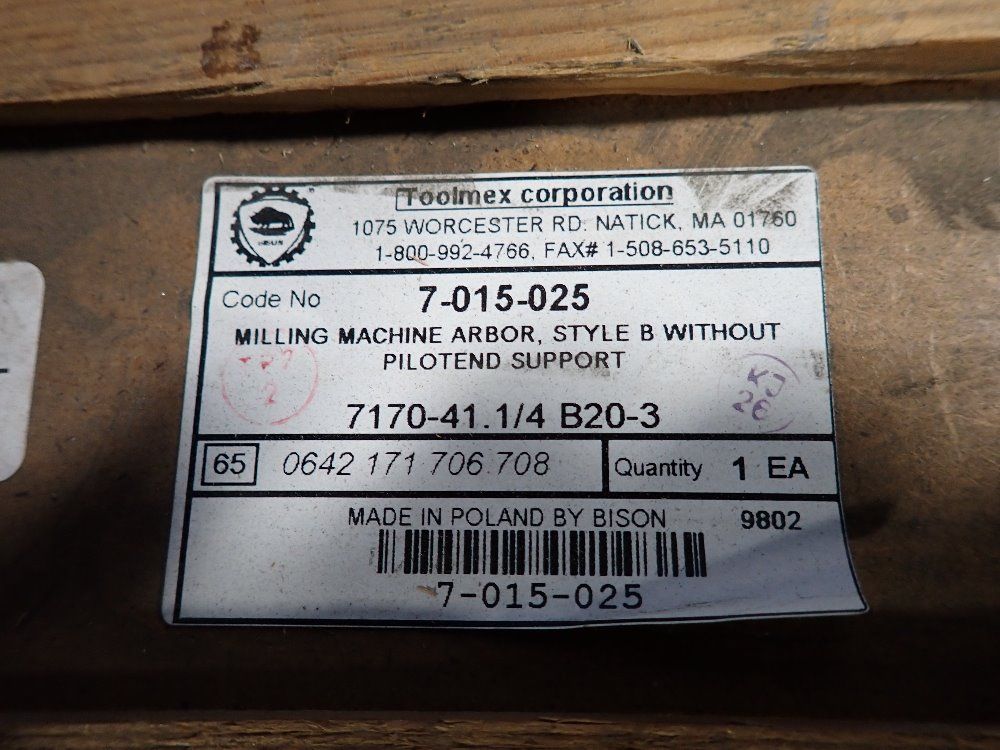 Toolmex corporation
1075 WORCESTER RD. NATICK, MA 01760
1-800-992-4766, FAX# 1-508-653-5110
Code No 7-015-025
MILLING MACHINE ARBOR, STYLE B WITHOUT
PILOTEND SUPPORT
KJ
26
2
7170-41.1/4 B20-3
65 0642 171 706 708 Quantity 1 EA
MADE IN POLAND BY BISON 9802
7-015-025